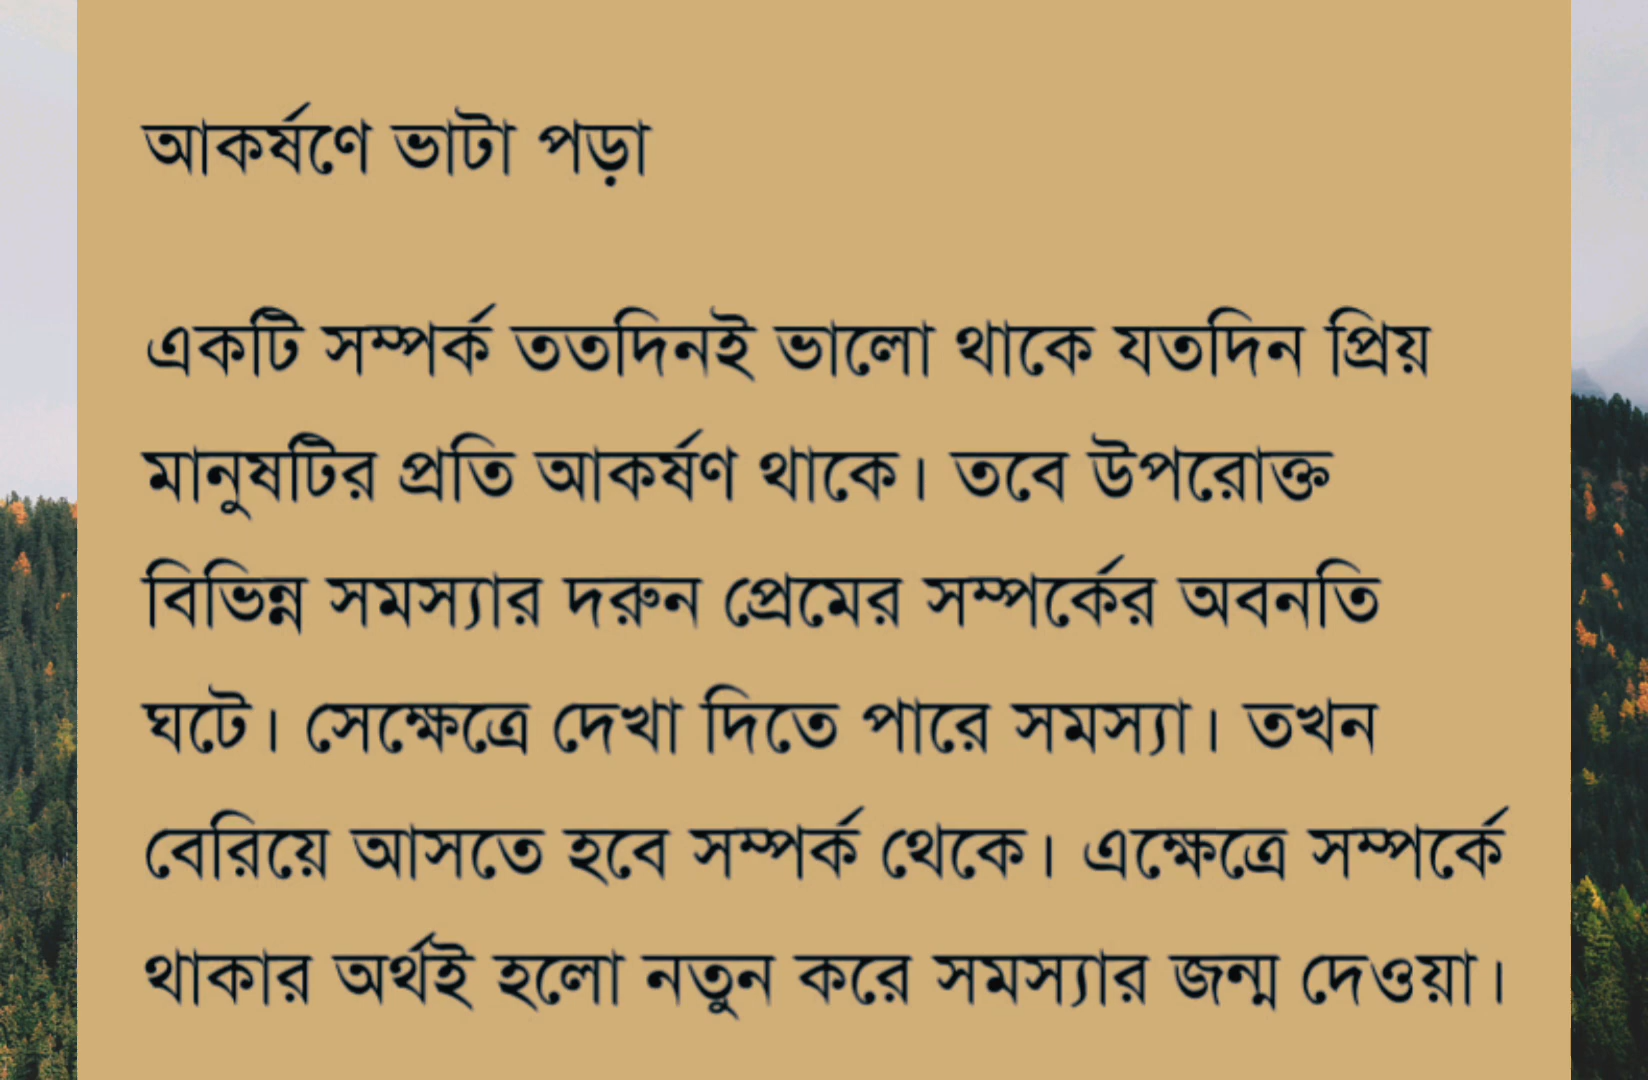 আকর্ষণে ভাটা পড়া
একটি সম্পর্ক ততদিনই ভালো থাকে যতদিন প্রিয়
মানুষটির প্রতি আকর্ষণ থাকে। তবে উপরোক্ত
বিভিন্ন সমস্যার দরুন প্রেমের সম্পর্কের অবনতি
ঘটে। সেক্ষেত্রে দেখা দিতে পারে সমস্যা। তখন
বেরিয়ে আসতে হবে সম্পর্ক থেকে। এক্ষেত্রে সম্পর্কে
থাকার অর্থই হলো নতুন করে সমস্যার জন্ম দেওয়া।